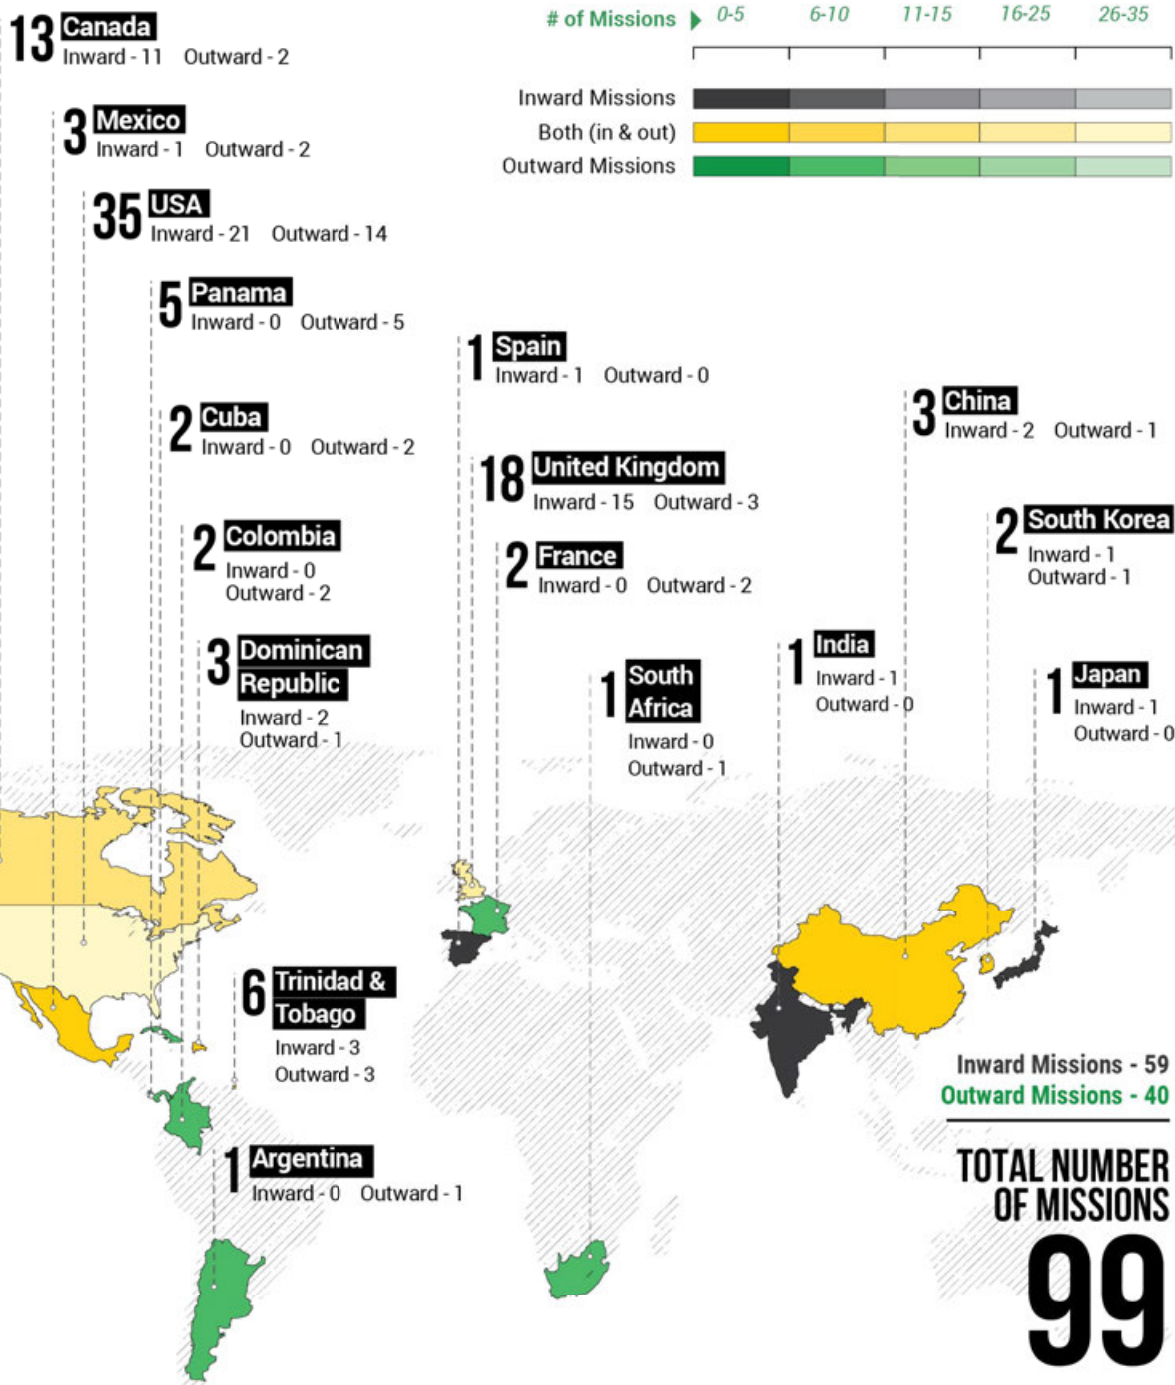 # of Missions 0-5 6-10 11-15 16-25 26-35
Inward Missions
Both (in & out)
Outward Missions
13 Canada
Inward - 11 Outward - 2
3 Mexico
Inward - 1 Outward - 2
35 USA
Inward - 21 Outward - 14
5 Panama
Inward - 0 Outward - 5
2 Cuba
Inward - 0 Outward - 2
2 Colombia
Inward - 0
Outward - 2
3 Dominican
Republic
Inward - 2
Outward - 1
6 Trinidad &
Tobago
Inward - 3
Outward - 3
1 Argentina
Inward - 0 Outward - 1
1 Spain
Inward - 1 Outward - 0
18 United Kingdom
Inward - 15 Outward - 3
2 France
Inward - 0 Outward - 2
1 South
Africa
Inward - 0
Outward - 1
1 India
Inward - 1
Outward - 0
3 China
Inward - 2 Outward - 1
2 South Korea
Inward - 1
Outward - 1
1 Japan
Inward - 1
Outward - 0
Inward Missions - 59
Outward Missions - 40
TOTAL NUMBER
OF MISSIONS
99